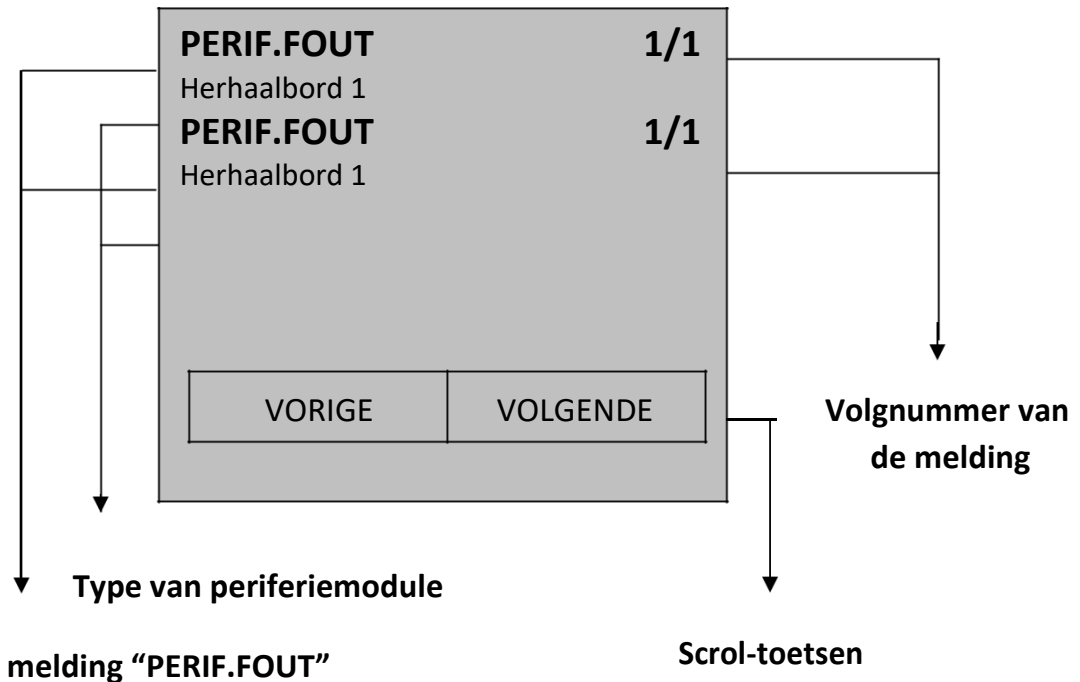 PERIF.FOUT 1/1
Herhaalbord 1
PERIF.FOUT 1/1
Herhaalbord 1
VORIGE VOLGENDE
Volgnummer van
de melding
Type van periferiemodule
Scrol-toetsen
melding “PERIF.FOUT”